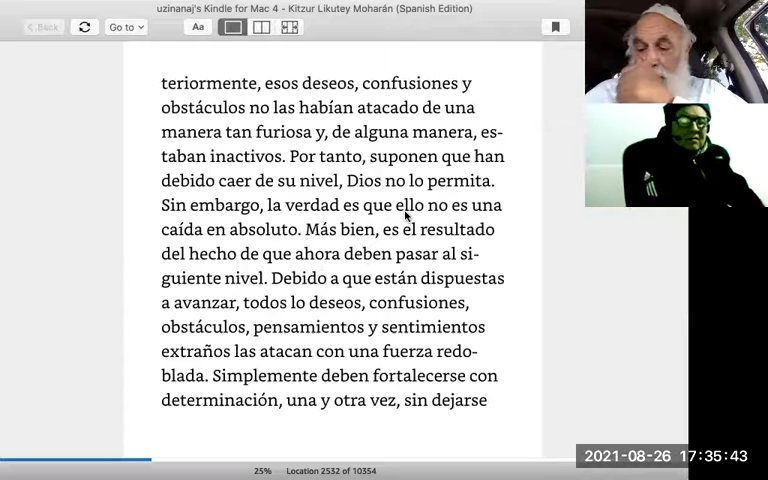 uzinanaj's Kindle for Mac 4 - Kitzur Likutey Moharán (Spanish Edition)
Back
Go to
Aa
teriormente, esos deseos, confusiones y
obstáculos no las habían atacado de una
manera tan furiosa y, de alguna manera, es-
taban inactivos. Por tanto, suponen que han
debido caer de su nivel, Dios no lo permita.
Sin embargo, la verdad es que ello no es una
caída en absoluto. Más bien, es el resultado
del hecho de que ahora deben pasar al si-
guiente nivel. Debido a que están dispuestas
a avanzar, todos lo deseos, confusiones,
obstáculos, pensamientos y sentimientos
extraños las atacan con una fuerza redo-
blada. Simplemente deben fortalecerse con
determinación, una y otra vez, sin dejarse
2021-08-26 17:35:43
25% Location 2532 of 10354